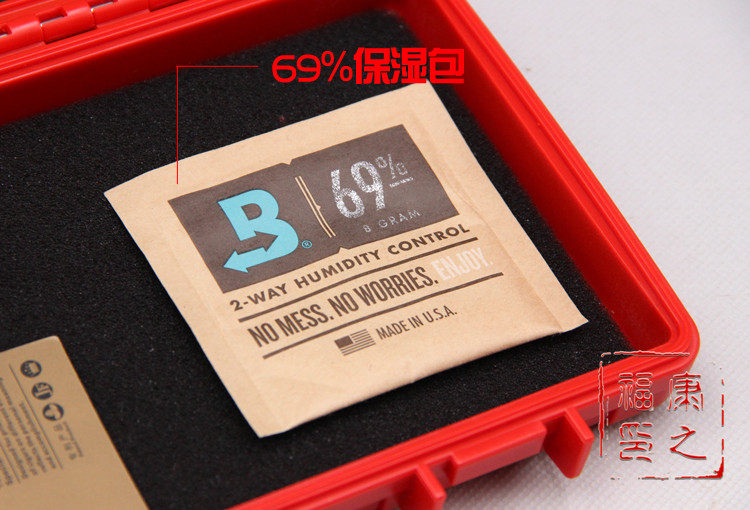 69%保湿包
B®
69%
8 GRAM
2-WAY HUMIDITY CONTROL
NO MESS. NO WORRIES. ENJOY.
MADE IN U.S.A.
康之
福